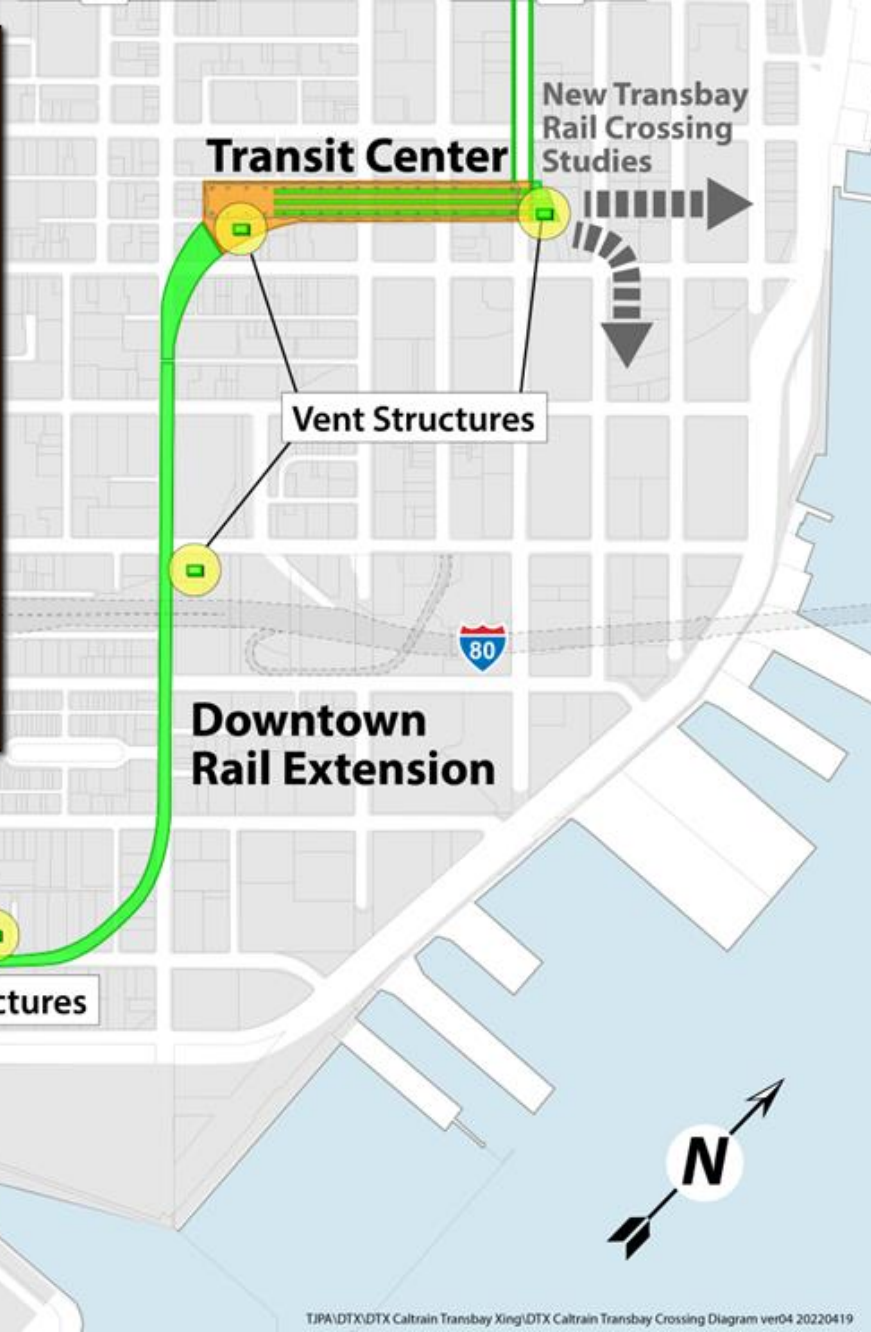 New Transbay
Rail Crossing
Studies
Transit Center
Vent Structures
80
Downtown
Rail Extension
ctures
N
TJPA\DTX\DTX Caltrain Transbay Xing\DTX Caltrain Transbay Crossing Diagram ver04 20220419